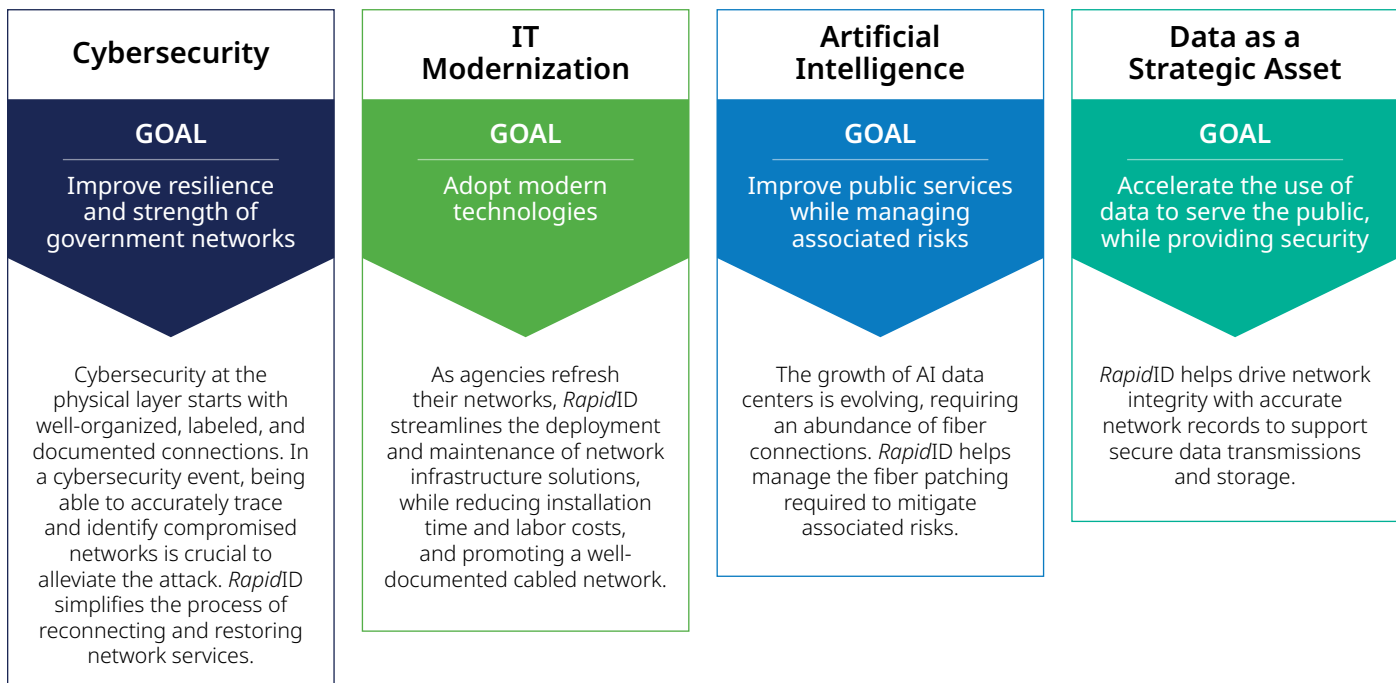 Cybersecurity
GOAL
Improve resilience
and strength of
government networks
Cybersecurity at the
physical layer starts with
well-organized, labeled, and
documented connections. In
a cybersecurity event, being
able to accurately trace
and identify compromised
networks is crucial to
alleviate the attack. RapidID
simplifies the process of
reconnecting and restoring
network services.
IT
Modernization
GOAL
Adopt modern
technologies
As agencies refresh
their networks, RapidID
streamlines the deployment
and maintenance of network
infrastructure solutions,
while reducing installation
time and labor costs,
and promoting a well-
documented cabled network.
Artificial
Intelligence
GOAL
Improve public services
while managing
associated risks
The growth of AI data
centers is evolving, requiring
an abundance of fiber
connections. RapidID helps
manage the fiber patching
required to mitigate
associated risks.
Data as a
Strategic Asset
GOAL
Accelerate the use of
data to serve the public,
while providing security
RapidID helps drive network
integrity with accurate
network records to support
secure data transmissions
and storage.